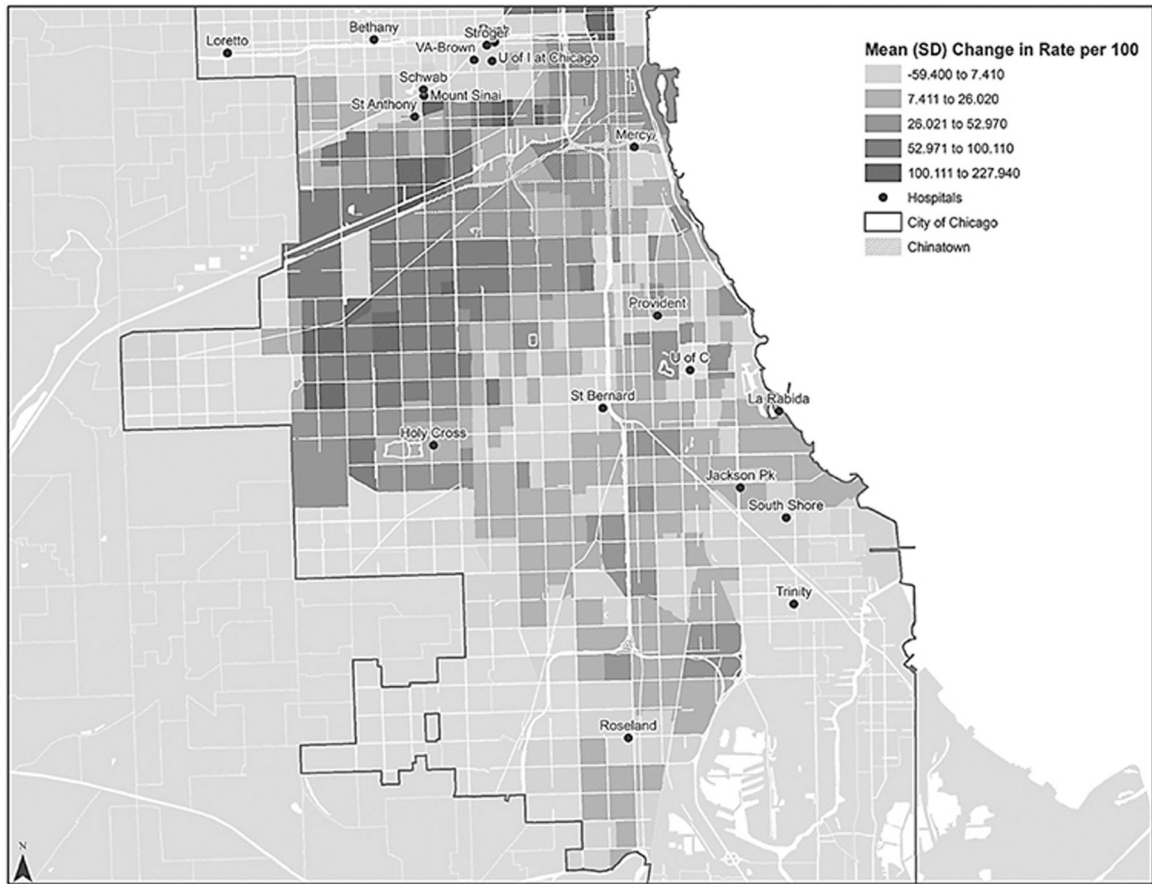 Mean (SD) Change in Rate per 100
-59.400 to 7.410
7.411 to 26.020
26.021 to 52.970
52.971 to 100.110
100.111 to 227.940
Hospitals
City of Chicago
Chinatown
Loretto
Bethany
Stroger
VA-Brown
U of I at Chicago
Schwab
Mount Sinai
St Anthony
Mercy
Provident
U of C
St Bernard
La Rabida
Holy Cross
Jackson Pk
South Shore
Trinity
Roseland
N